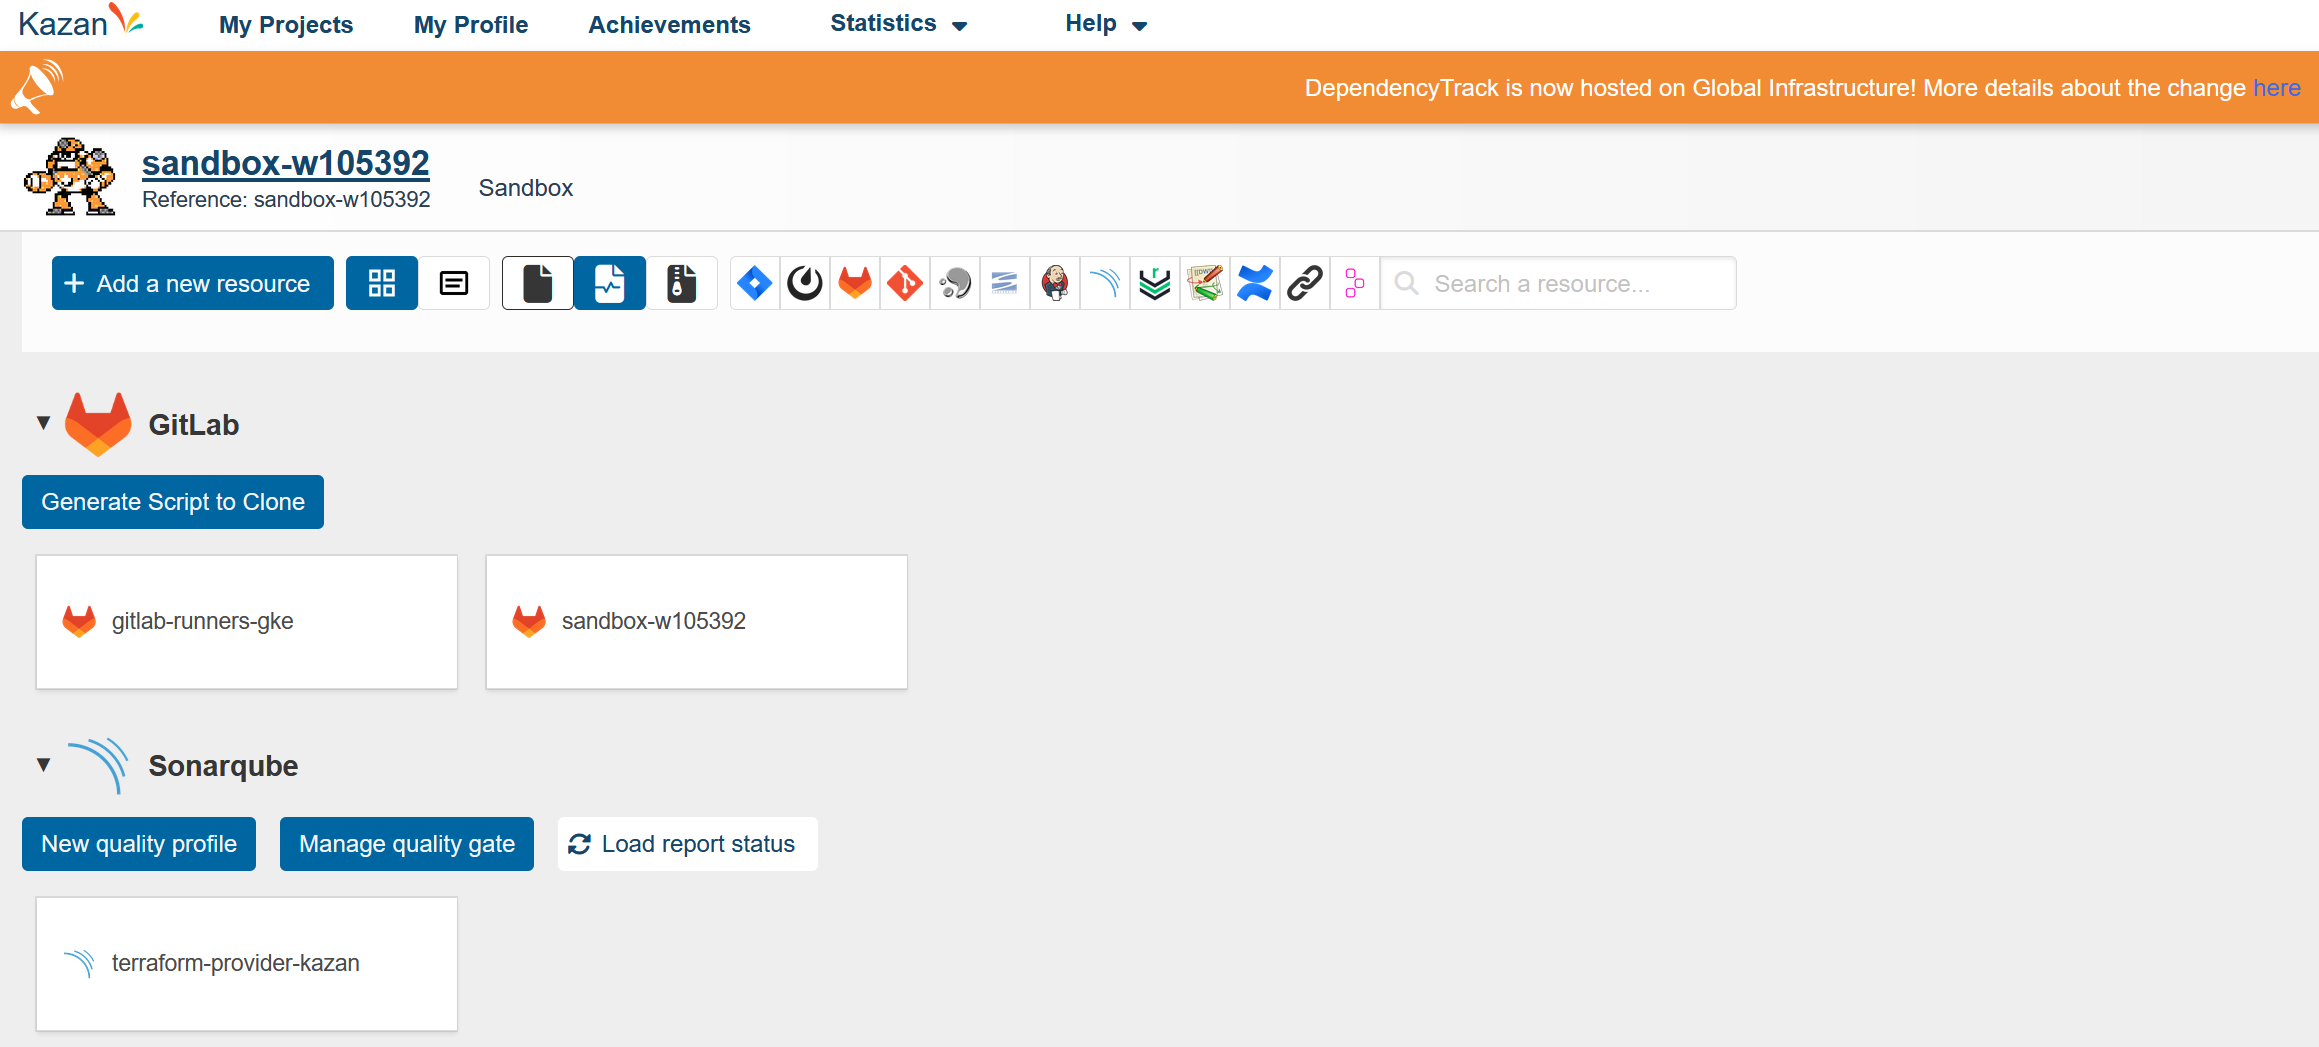 Kazan My Projects My Profile Achievements Statistics Help
DependencyTrack is now hosted on Global Infrastructure! More details about the change here
sandbox-w105392
Reference: sandbox-w105392
Sandbox
Add a new resource
Search a resource...
GitLab
Generate Script to Clone
gitlab-runners-gke
sandbox-w105392
Sonarqube
New quality profile Manage quality gate Load report status
terraform-provider-kazan